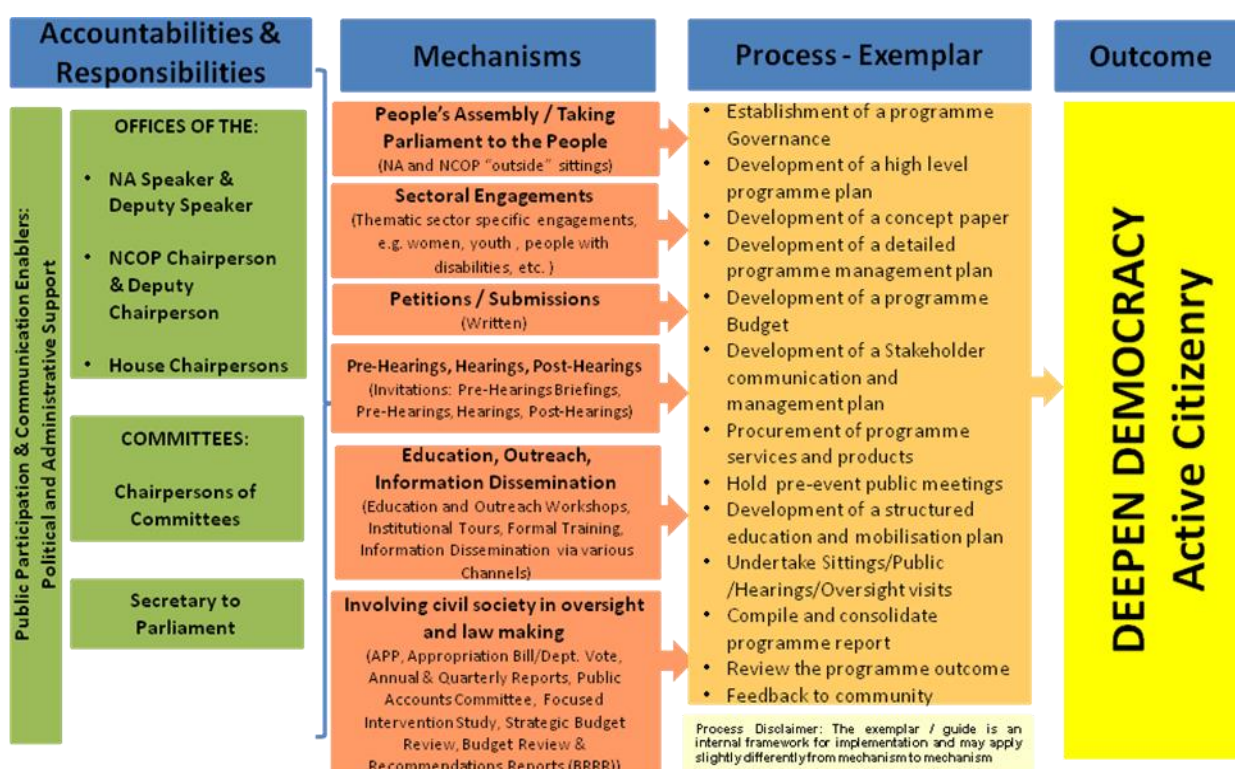 Accountabilities &
Responsibilities
Public Participation & Communication Enablers:
Political and Administrative Support
OFFICES OF THE:
• NA Speaker &
Deputy Speaker
• NCOP Chairperson
& Deputy
Chairperson
• House Chairpersons
COMMITTEES:
Chairpersons of
Committees
Secretary to
Parliament
Mechanisms
People's Assembly / Taking
Parliament to the People
(NA and NCOP "outside" sittings)
Sectoral Engagements
(Thematic sector specific engagements,
e.g. women, youth , people with
disabilities, etc. )
Petitions / Submissions
(Written)
Pre-Hearings, Hearings, Post-Hearings
(Invitations: Pre-Hearings Briefings,
Pre-Hearings, Hearings, Post-Hearings)
Education, Outreach,
Information Dissemination
(Education and Outreach Workshops,
Institutional Tours, Formal Training,
Information Dissemination via various
Channels)
Involving civil society in oversight
and law making
(APP, Appropriation Bill/Dept. Vote,
Annual & Quarterly Reports, Public
Accounts Committee, Focused
Intervention Study, Strategic Budget
Review, Budget Review &
Recommendations Reports (BRRR))
Process - Exemplar
• Establishment of a programme
Governance
• Development of a high level
programme plan
• Development of a concept paper
• Development of a detailed
programme management plan
• Development of a programme
Budget
• Development of a Stakeholder
communication and
management plan
• Procurement of programme
services and products
• Hold pre-event public meetings
• Development of a structured
education and mobilisation plan
• Undertake Sittings/Public
/Hearings/Oversight visits
• Compile and consolidate
programme report
• Review the programme outcome
• Feedback to community
Process Disclaimer: The exemplar / guide is an
internal framework for implementation and may apply
slightly differently from mechanism to mechanism
Outcome
DEEPEN DEMOCRACY
Active Citizenry